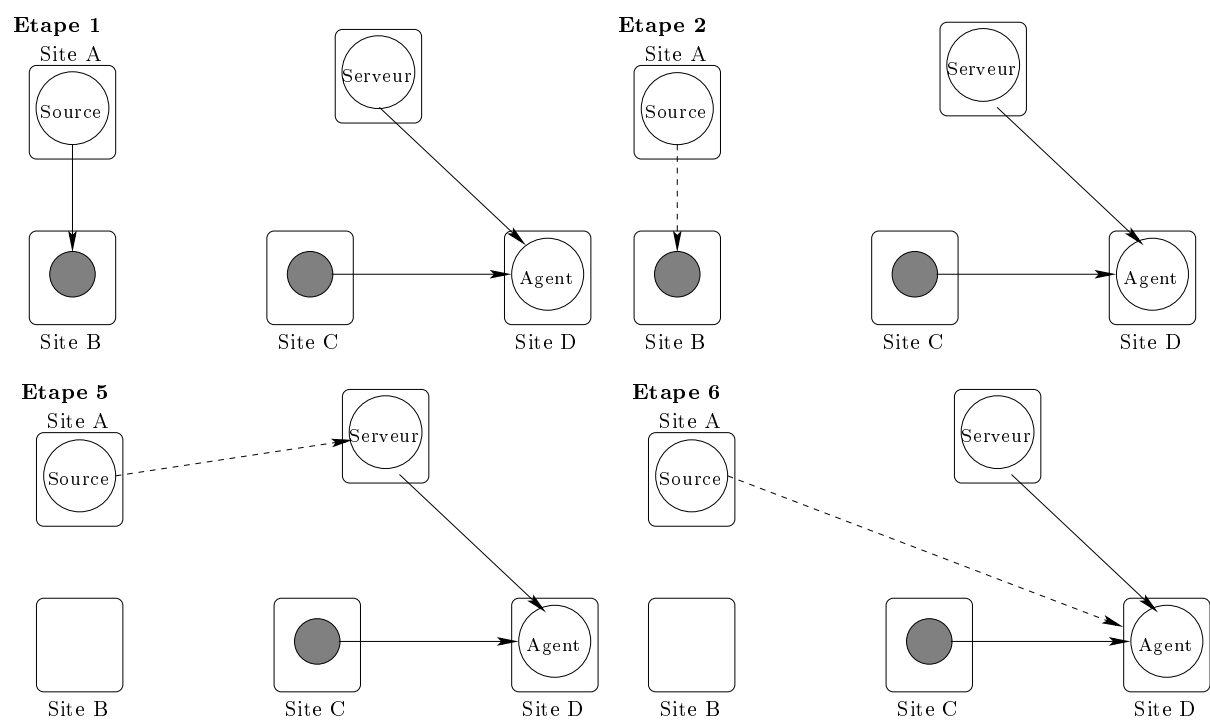 Etape 1
Site A
Serveur
Source
Agent
Site B
Site C
Site D
Etape 2
Site A
Serveur
Source
Agent
Site B
Site C
Site D
Etape 5
Site A
Serveur
Source
Agent
Site B
Site C
Site D
Etape 6
Site A
Serveur
Source
Agent
Site B
Site C
Site D